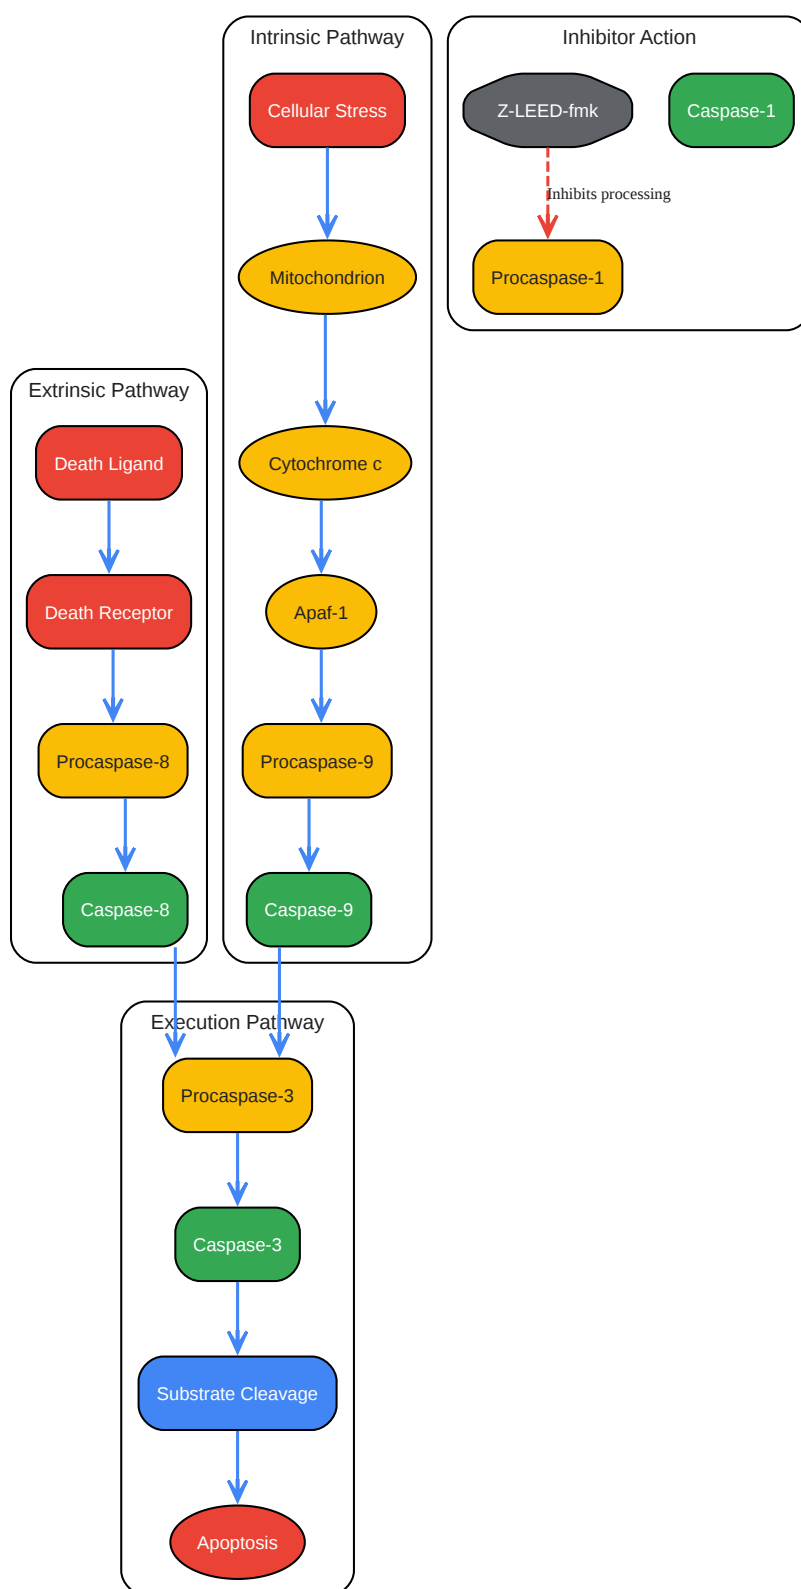 Intrinsic Pathway
Cellular Stress
Mitochondrion
Cytochrome c
Apaf-1
Procaspase-9
Caspase-9
Inhibitor Action
Z-LEED-fmk
Caspase-1
Inhibits processing
Procaspase-1
Extrinsic Pathway
Death Ligand
Death Receptor
Procaspase-8
Caspase-8
Execution Pathway
Procaspase-3
Caspase-3
Substrate Cleavage
Apoptosis